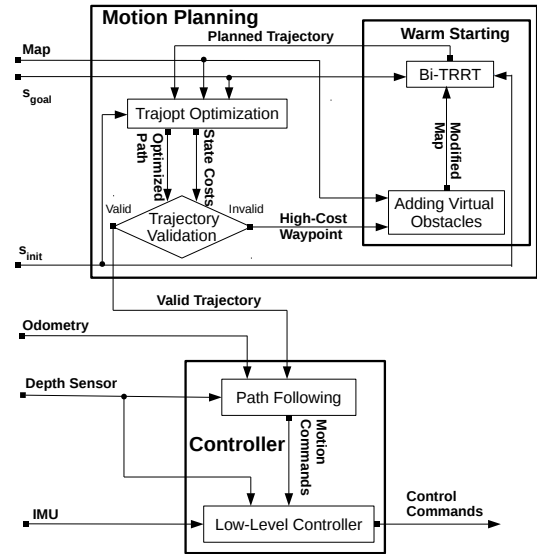 Motion Planning
Planned Trajectory
Warm Starting
Map
s_goal
Bi-TRRT
Trajopt Optimization
Optimized
Path
State Costs
Modified
Map
Valid
Trajectory
Validation
Invalid
High-Cost
Waypoint
Adding Virtual
Obstacles
s_init
Valid Trajectory
Odometry
Depth Sensor
Path Following
Controller
Motion
Commands
IMU
Low-Level Controller
Control
Commands